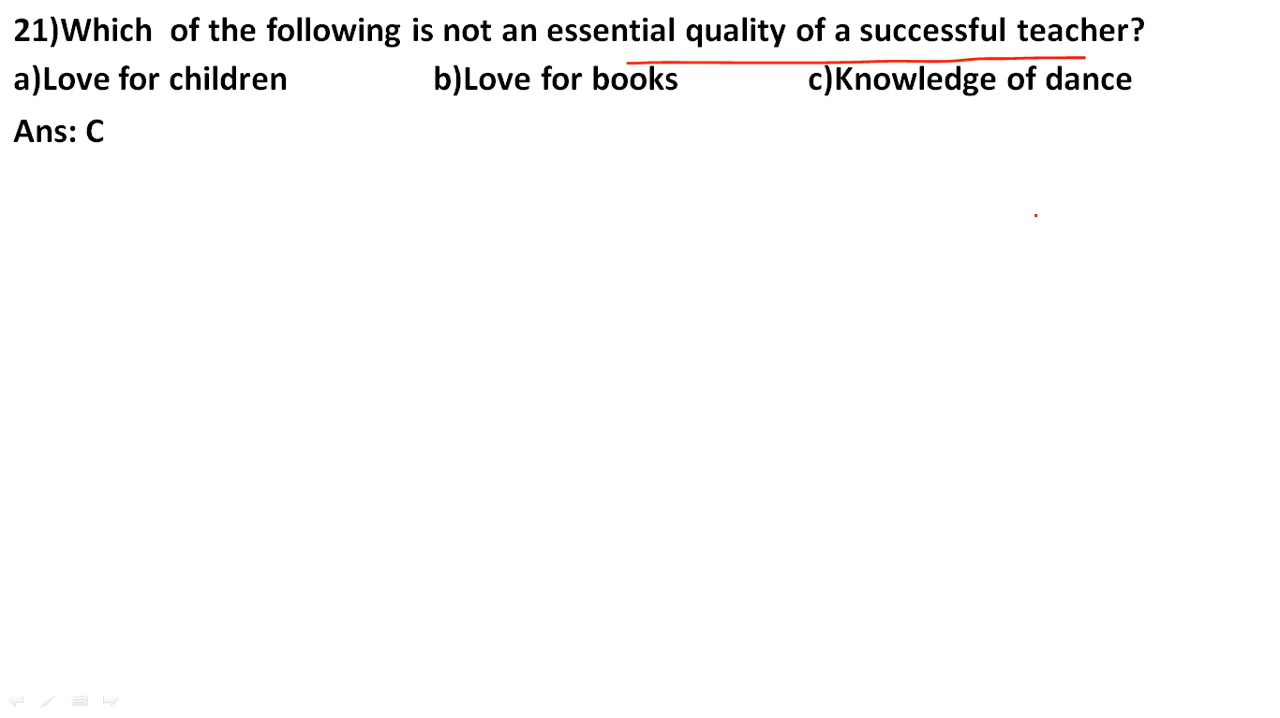 21)Which of the following is not an essential quality of a successful teacher?
a)Love for children b)Love for books c)Knowledge of dance
Ans: C